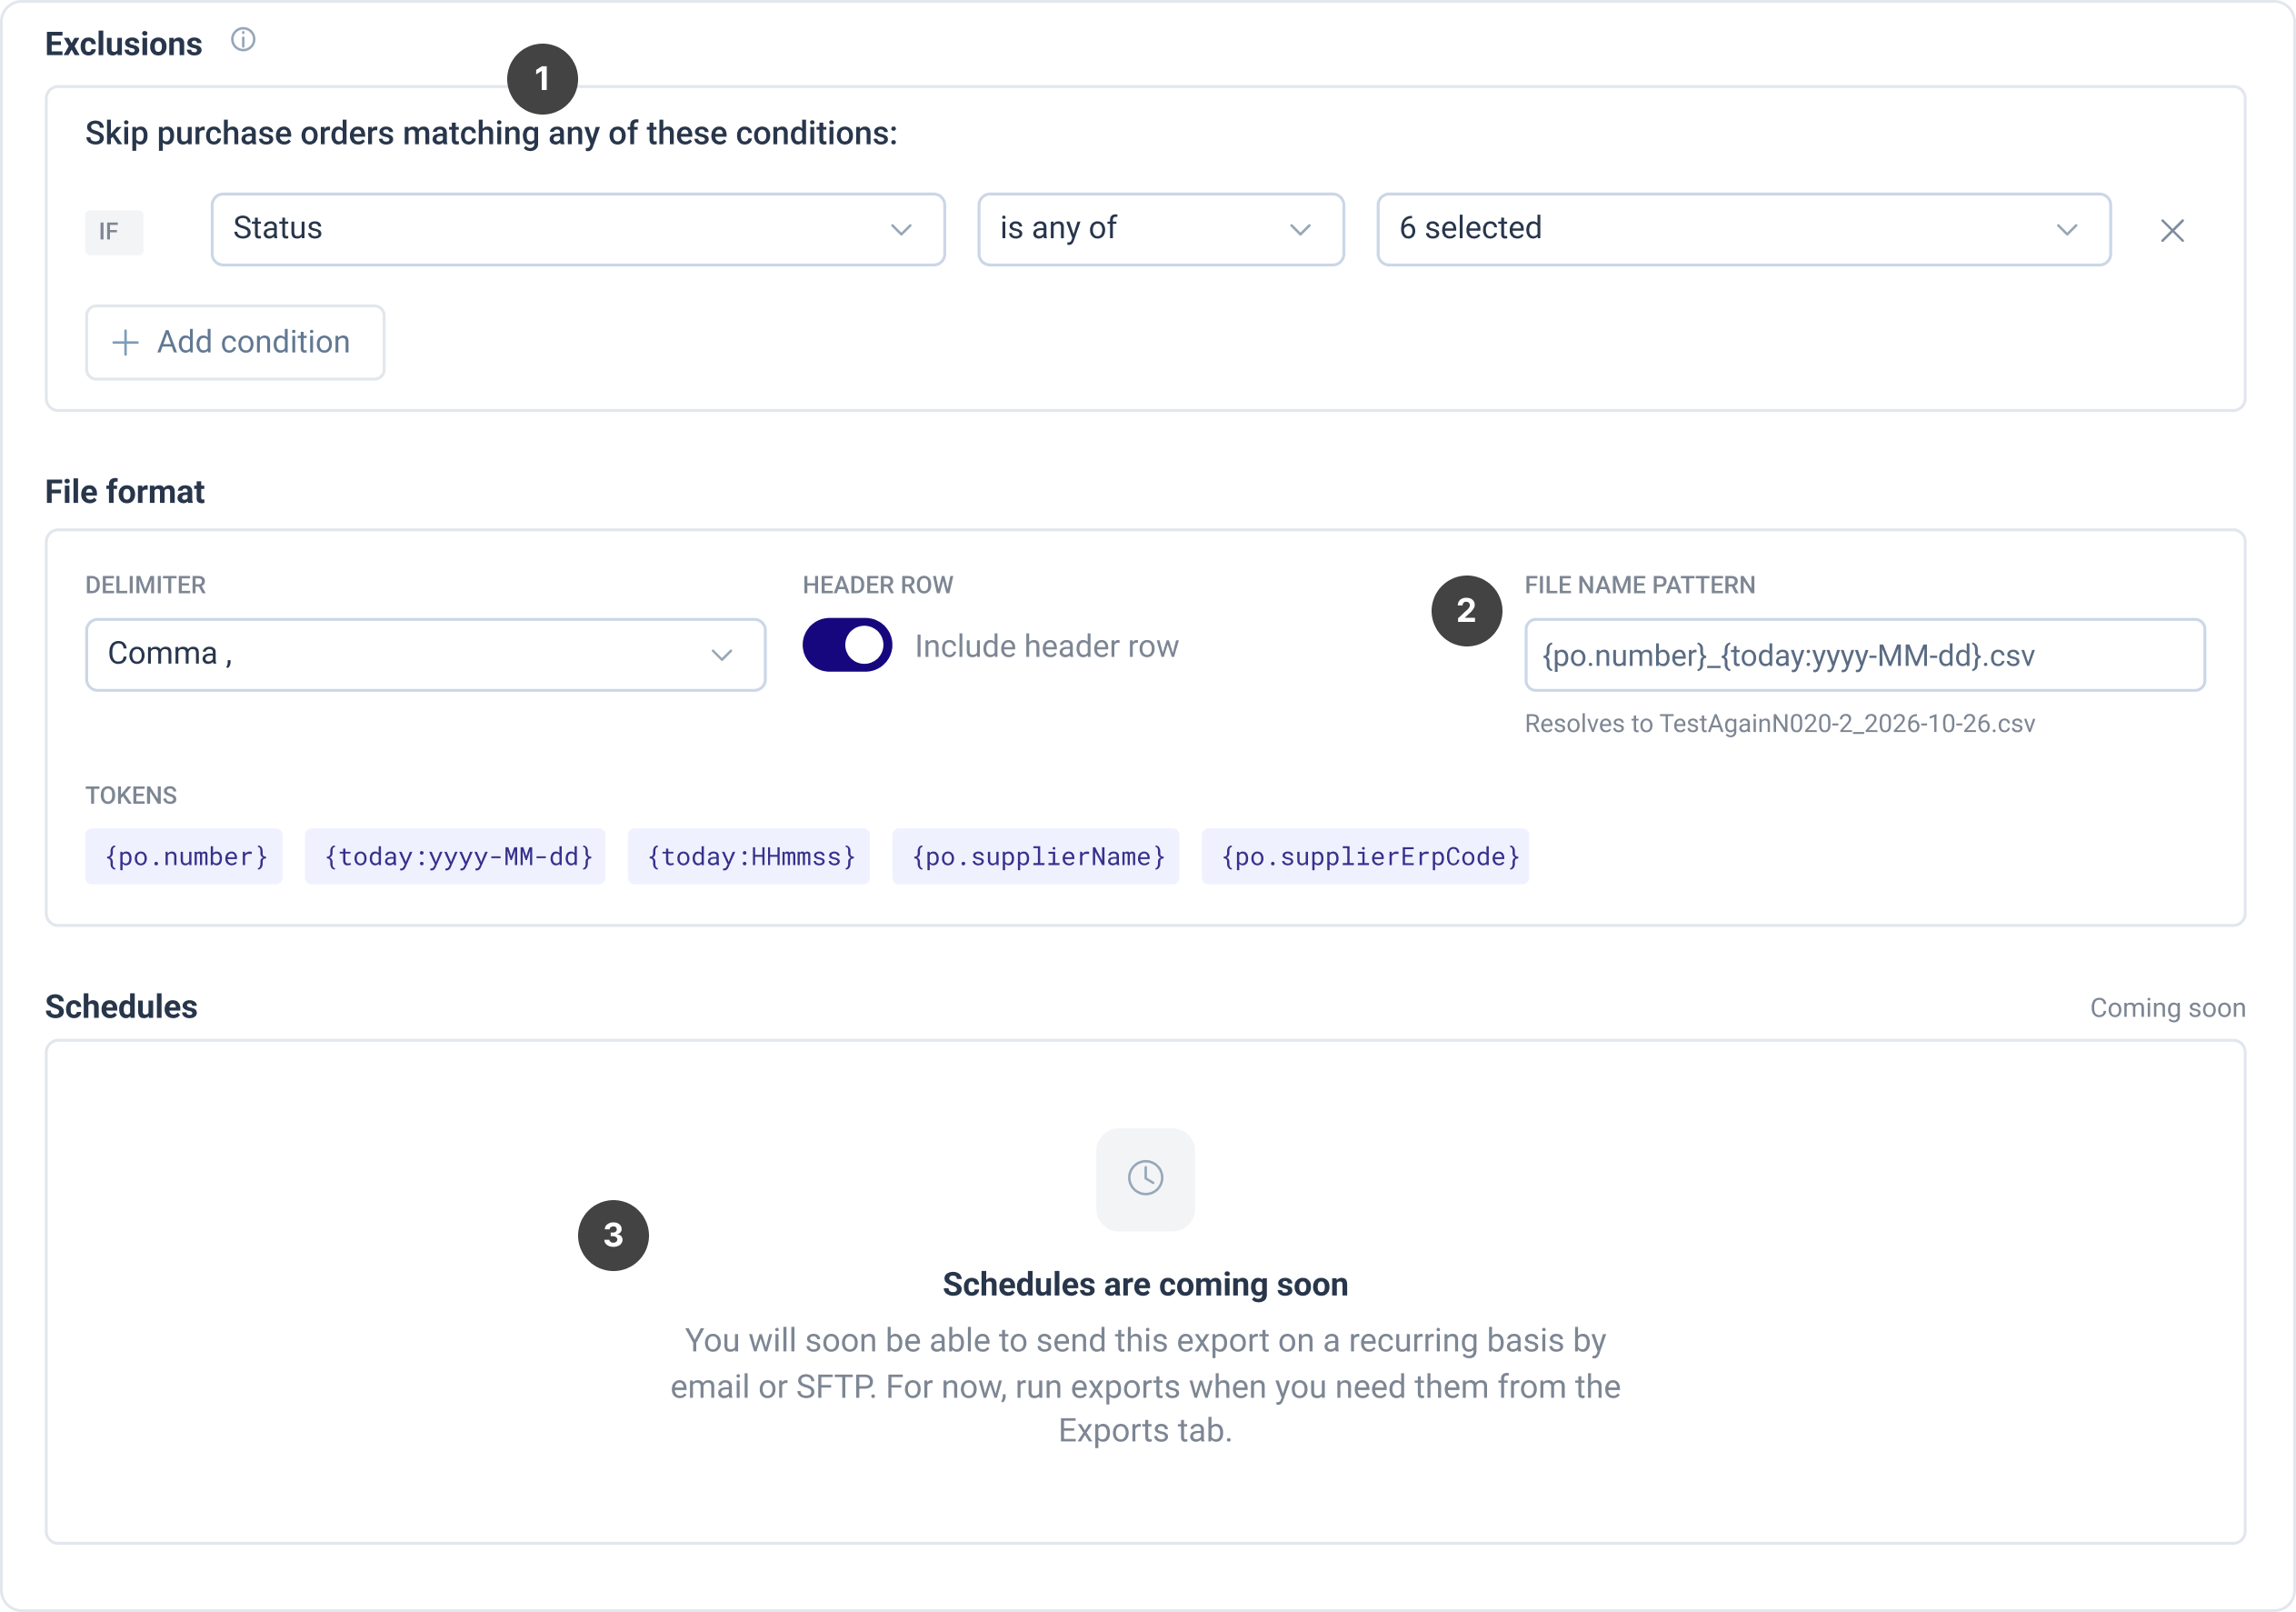 Exclusions
1
Skip purchase orders matching any of these conditions:
IF Status is any of 6 selected
Add condition
File format
DELIMITER HEADER ROW 2 FILE NAME PATTERN
Comma , Include header row {po.number}_{today:yyyy-MM-dd}.csv
Resolves to TestAgainN020-2_2026-10-26.csv
TOKENS
{po.number} {today:yyyy-MM-dd} {today:HHmmss} {po.supplierName} {po.supplierErpCode}
Schedules Coming soon
3
Schedules are coming soon
You will soon be able to send this export on a recurring basis by
email or SFTP. For now, run exports when you need them from the
Exports tab.